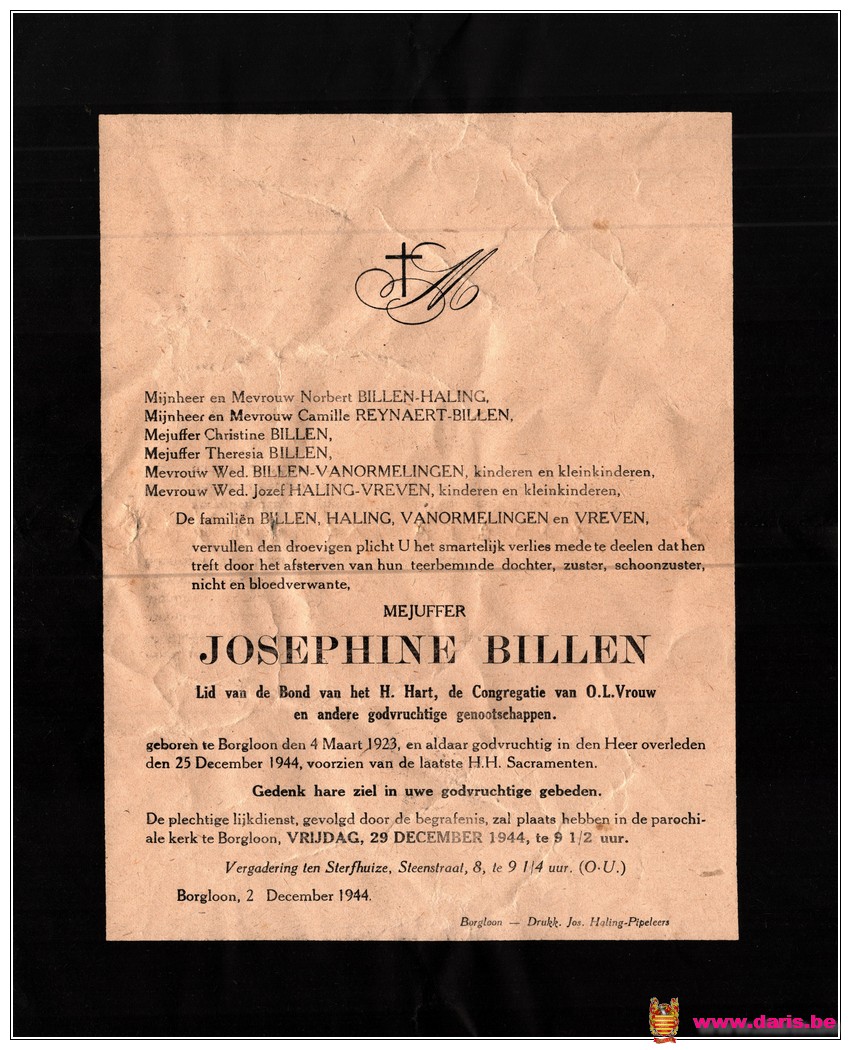 M
Mijnheer en Mevrouw Norbert BILLEN-HALING,
Mijnheer en Mevrouw Camille REYNAERT-BILLEN,
Mejuffer Christine BILLEN,
Mejuffer Theresia BILLEN,
Mevrouw Wed. BILLEN-VANORMELINGEN, kinderen en kleinkinderen,
Mevrouw Wed. Jozef HALING-VREVEN, kinderen en kleinkinderen,
De familiën BILLEN, HALING, VANORMELINGEN en VREVEN,
vervullen den droevigen plicht U het smartelijk verlies mede te deelen dat hen
treft door het afsterven van hun teerbeminde dochter, zuster, schoonzuster,
nicht en bloedverwante,
MEJUFFER
JOSEPHINE BILLEN
Lid van de Bond van het H. Hart, de Congregatie van O.L.Vrouw
en andere godvruchtige genootschappen.
geboren te Borgloon den 4 Maart 1923, en aldaar godvruchtig in den Heer overleden
den 25 December 1944, voorzien van de laatste H.H. Sacramenten.
Gedenk hare ziel in uwe godvruchtige gebeden.
De plechtige lijkdienst, gevolgd door de begrafenis, zal plaats hebben in de parochi-
ale kerk te Borgloon, VRIJDAG, 29 DECEMBER 1944, te 9 1/2 uur.
Vergadering ten Sterfhuize, Steenstraat, 8, te 9 1/4 uur. (O.U.)
Borgloon, 2 December 1944.
Borgloon — Drukk. Jos. Haling-Pipeleers
www.daris.be